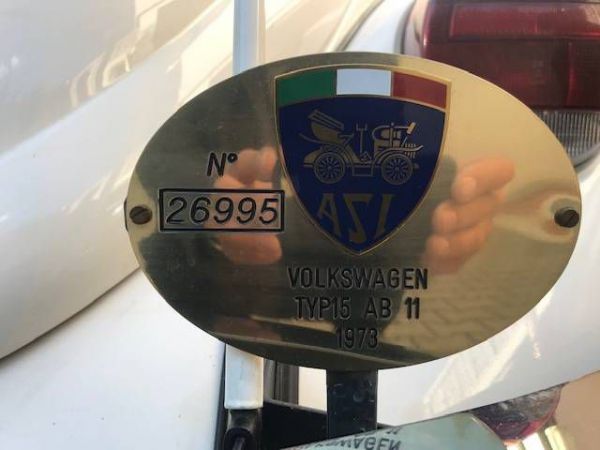 N°
26995
ASI
VOLKSWAGEN
TYP15 AB 11
1973